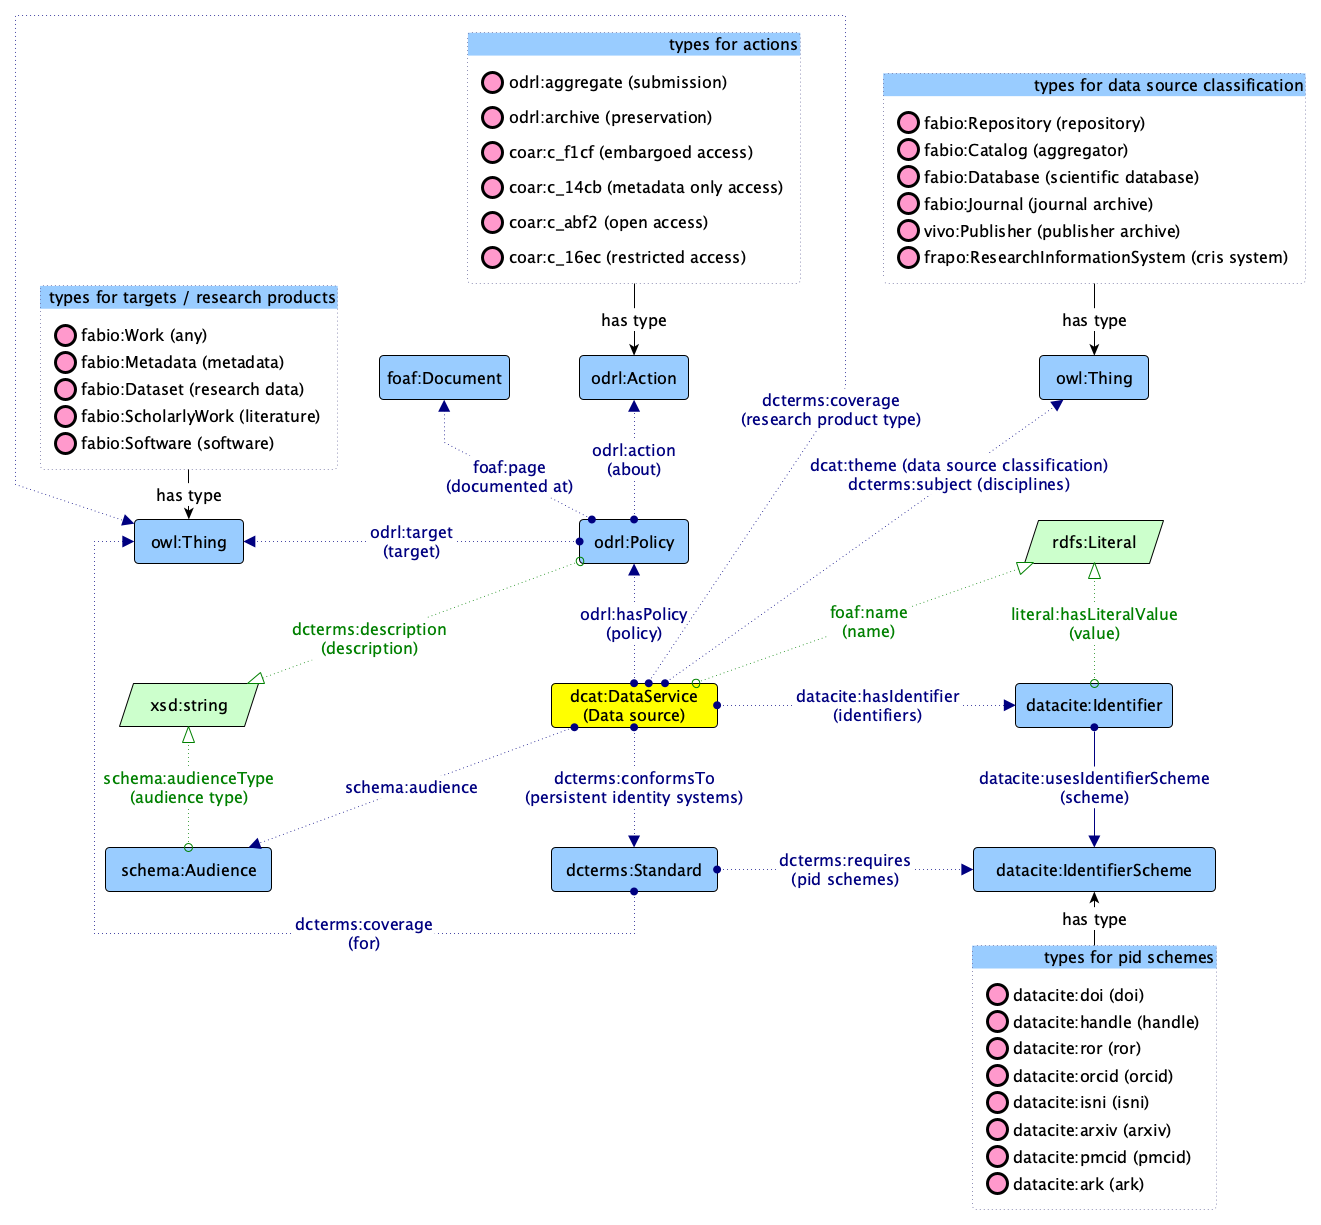 types for actions
odrl:aggregate (submission)
odrl:archive (preservation)
coar:c_f1cf (embargoed access)
coar:c_14cb (metadata only access)
coar:c_abf2 (open access)
coar:c_16ec (restricted access)
has type
types for data source classification
fabio:Repository (repository)
fabio:Catalog (aggregator)
fabio:Database (scientific database)
fabio:Journal (journal archive)
vivo:Publisher (publisher archive)
frapo:ResearchInformationSystem (cris system)
has type
types for targets / research products
fabio:Work (any)
fabio:Metadata (metadata)
fabio:Dataset (research data)
fabio:ScholarlyWork (literature)
fabio:Software (software)
has type
foaf:Document
odrl:Action
owl:Thing
dcterms:coverage
(research product type)
odrl:action
(about)
foaf:page
(documented at)
dcat:theme (data source classification)
dcterms:subject (disciplines)
owl:Thing
odrl:target
(target)
odrl:Policy
rdfs:Literal
dcterms:description
(description)
odrl:hasPolicy
(policy)
foaf:name
(name)
literal:hasLiteralValue
(value)
xsd:string
dcat:DataService
(Data source)
datacite:hasIdentifier
(identifiers)
datacite:Identifier
schema:audienceType
(audience type)
schema:audience
dcterms:conformsTo
(persistent identity systems)
datacite:usesIdentifierScheme
(scheme)
schema:Audience
dcterms:Standard
dcterms:requires
(pid schemes)
datacite:IdentifierScheme
dcterms:coverage
(for)
has type
types for pid schemes
datacite:doi (doi)
datacite:handle (handle)
datacite:ror (ror)
datacite:orcid (orcid)
datacite:isni (isni)
datacite:arxiv (arxiv)
datacite:pmcid (pmcid)
datacite:ark (ark)